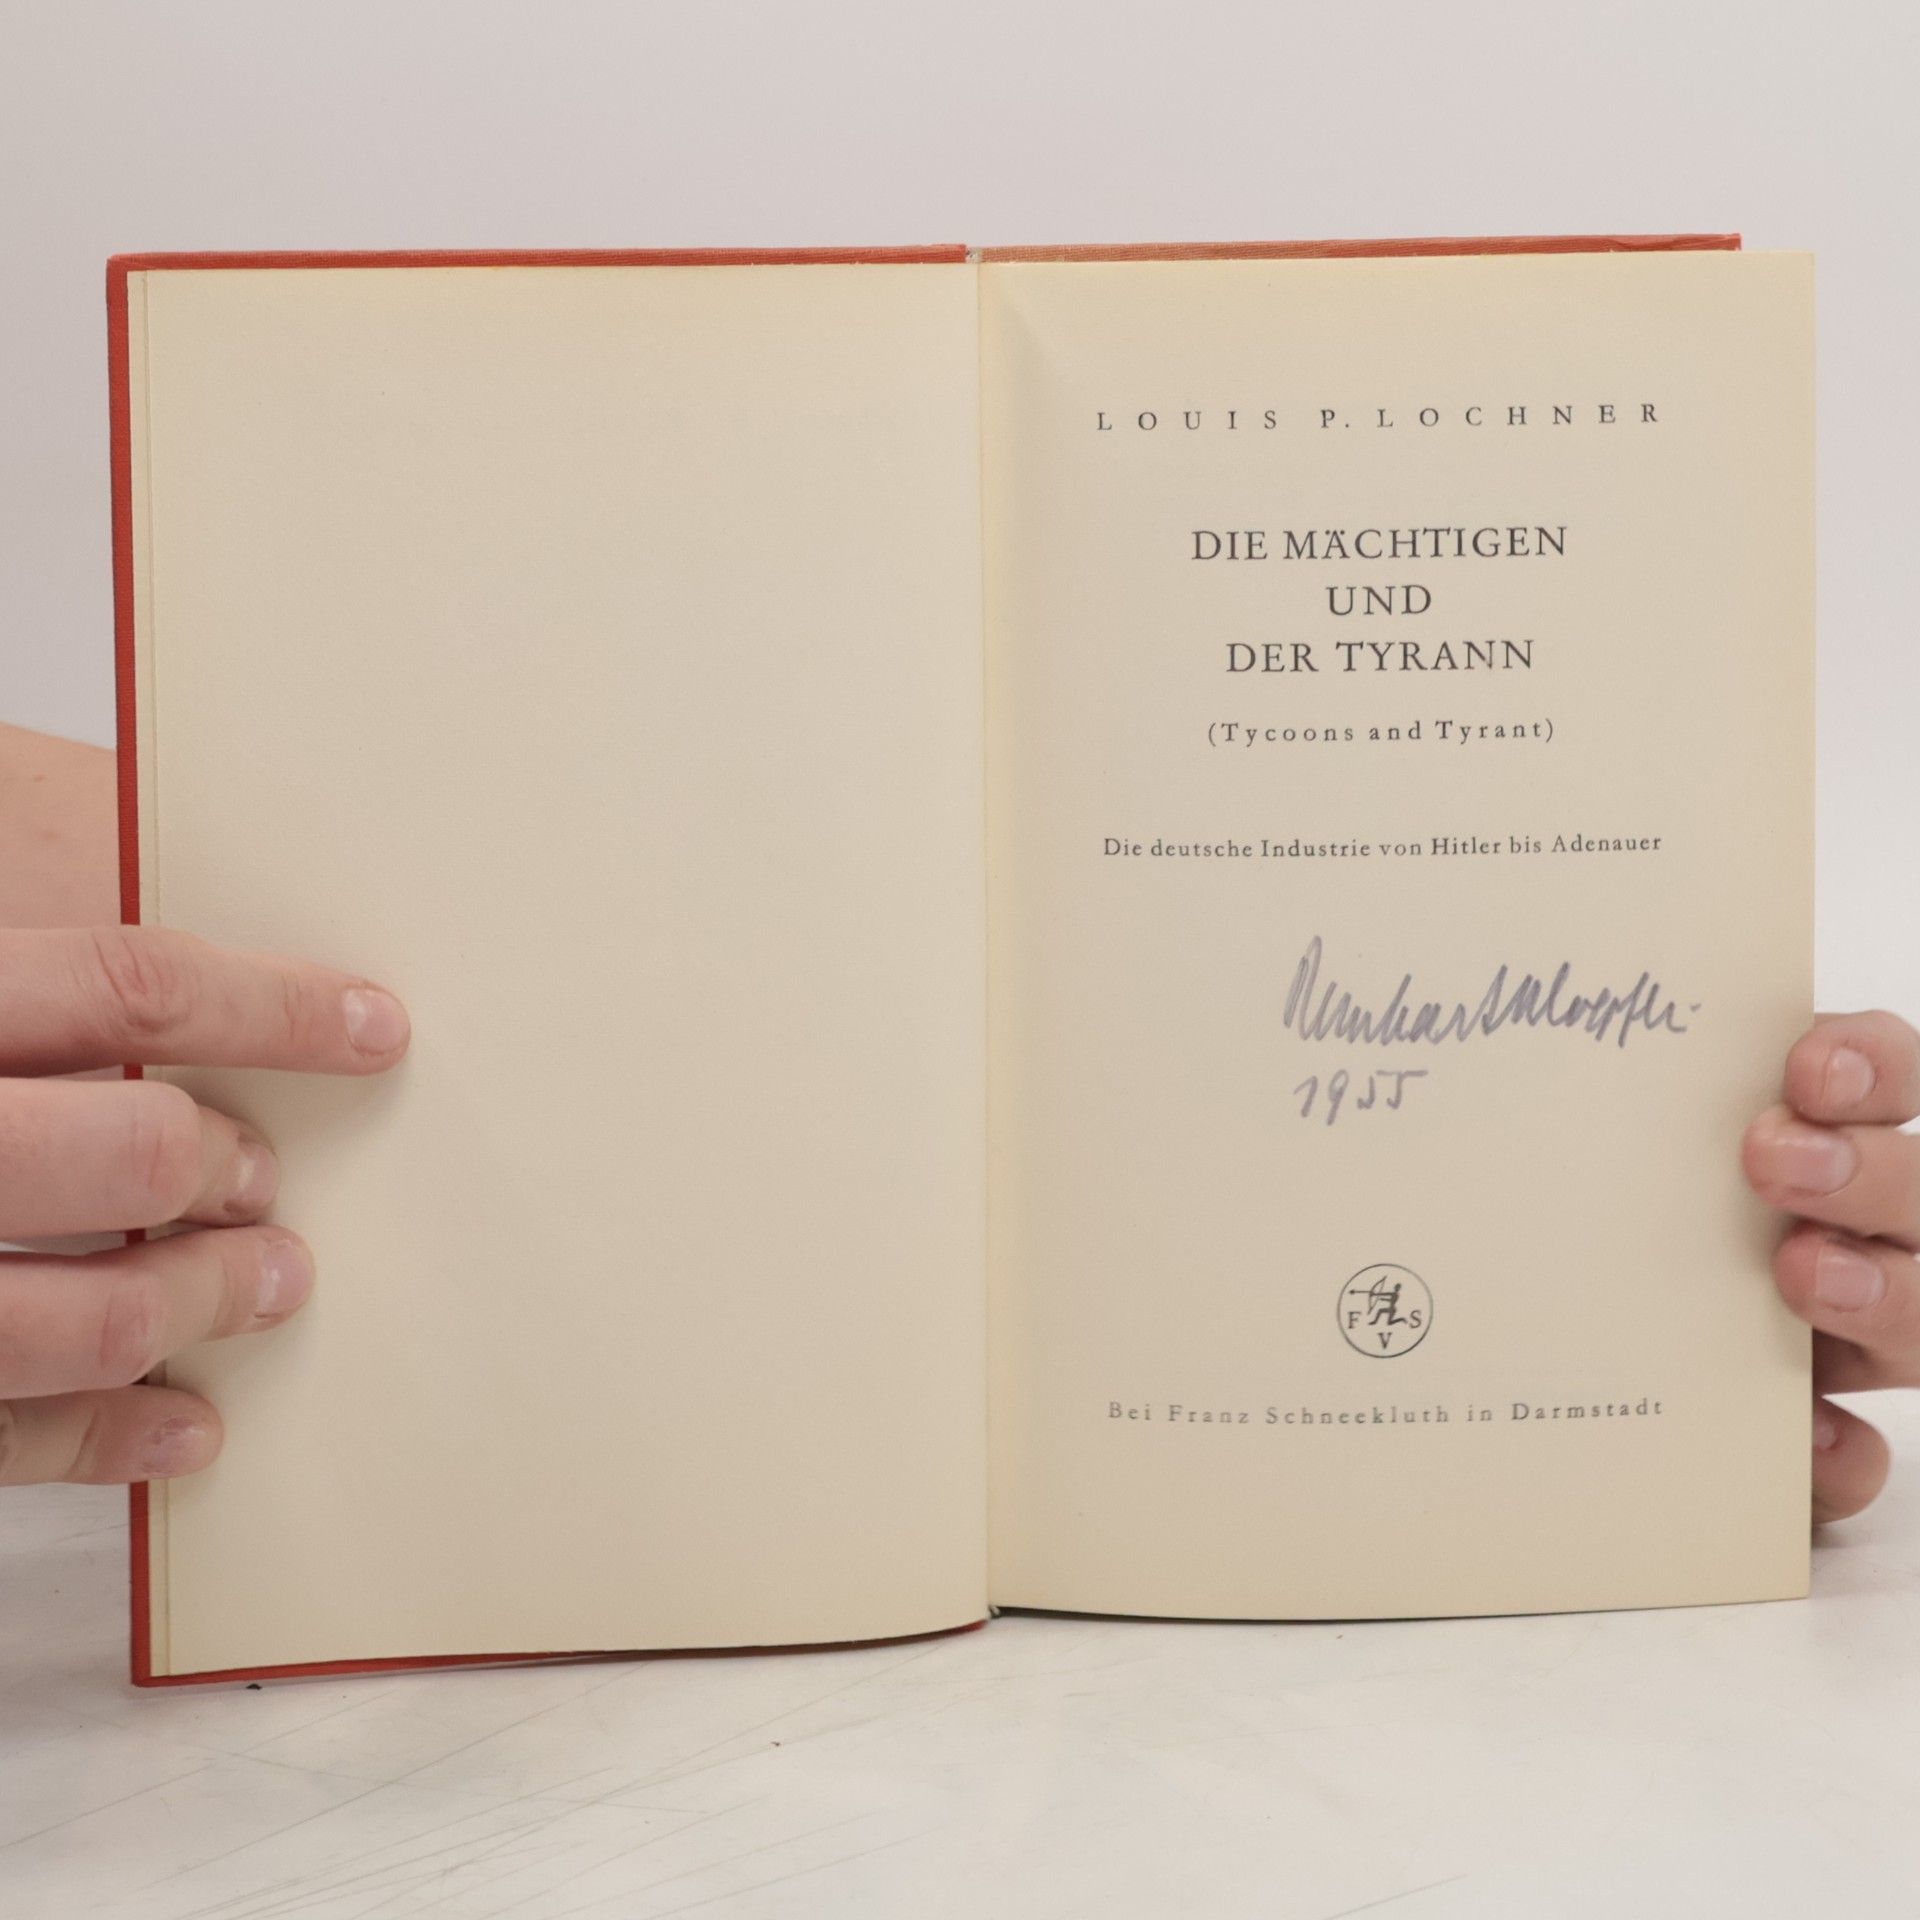 LOUIS P. LOCHNER
DIE MÄCHTIGEN
UND
DER TYRANN
(Tycoons and Tyrant)
Die deutsche Industrie von Hitler bis Adenauer
1955
F S
V
Bei Franz Schneekluth in Darmstadt